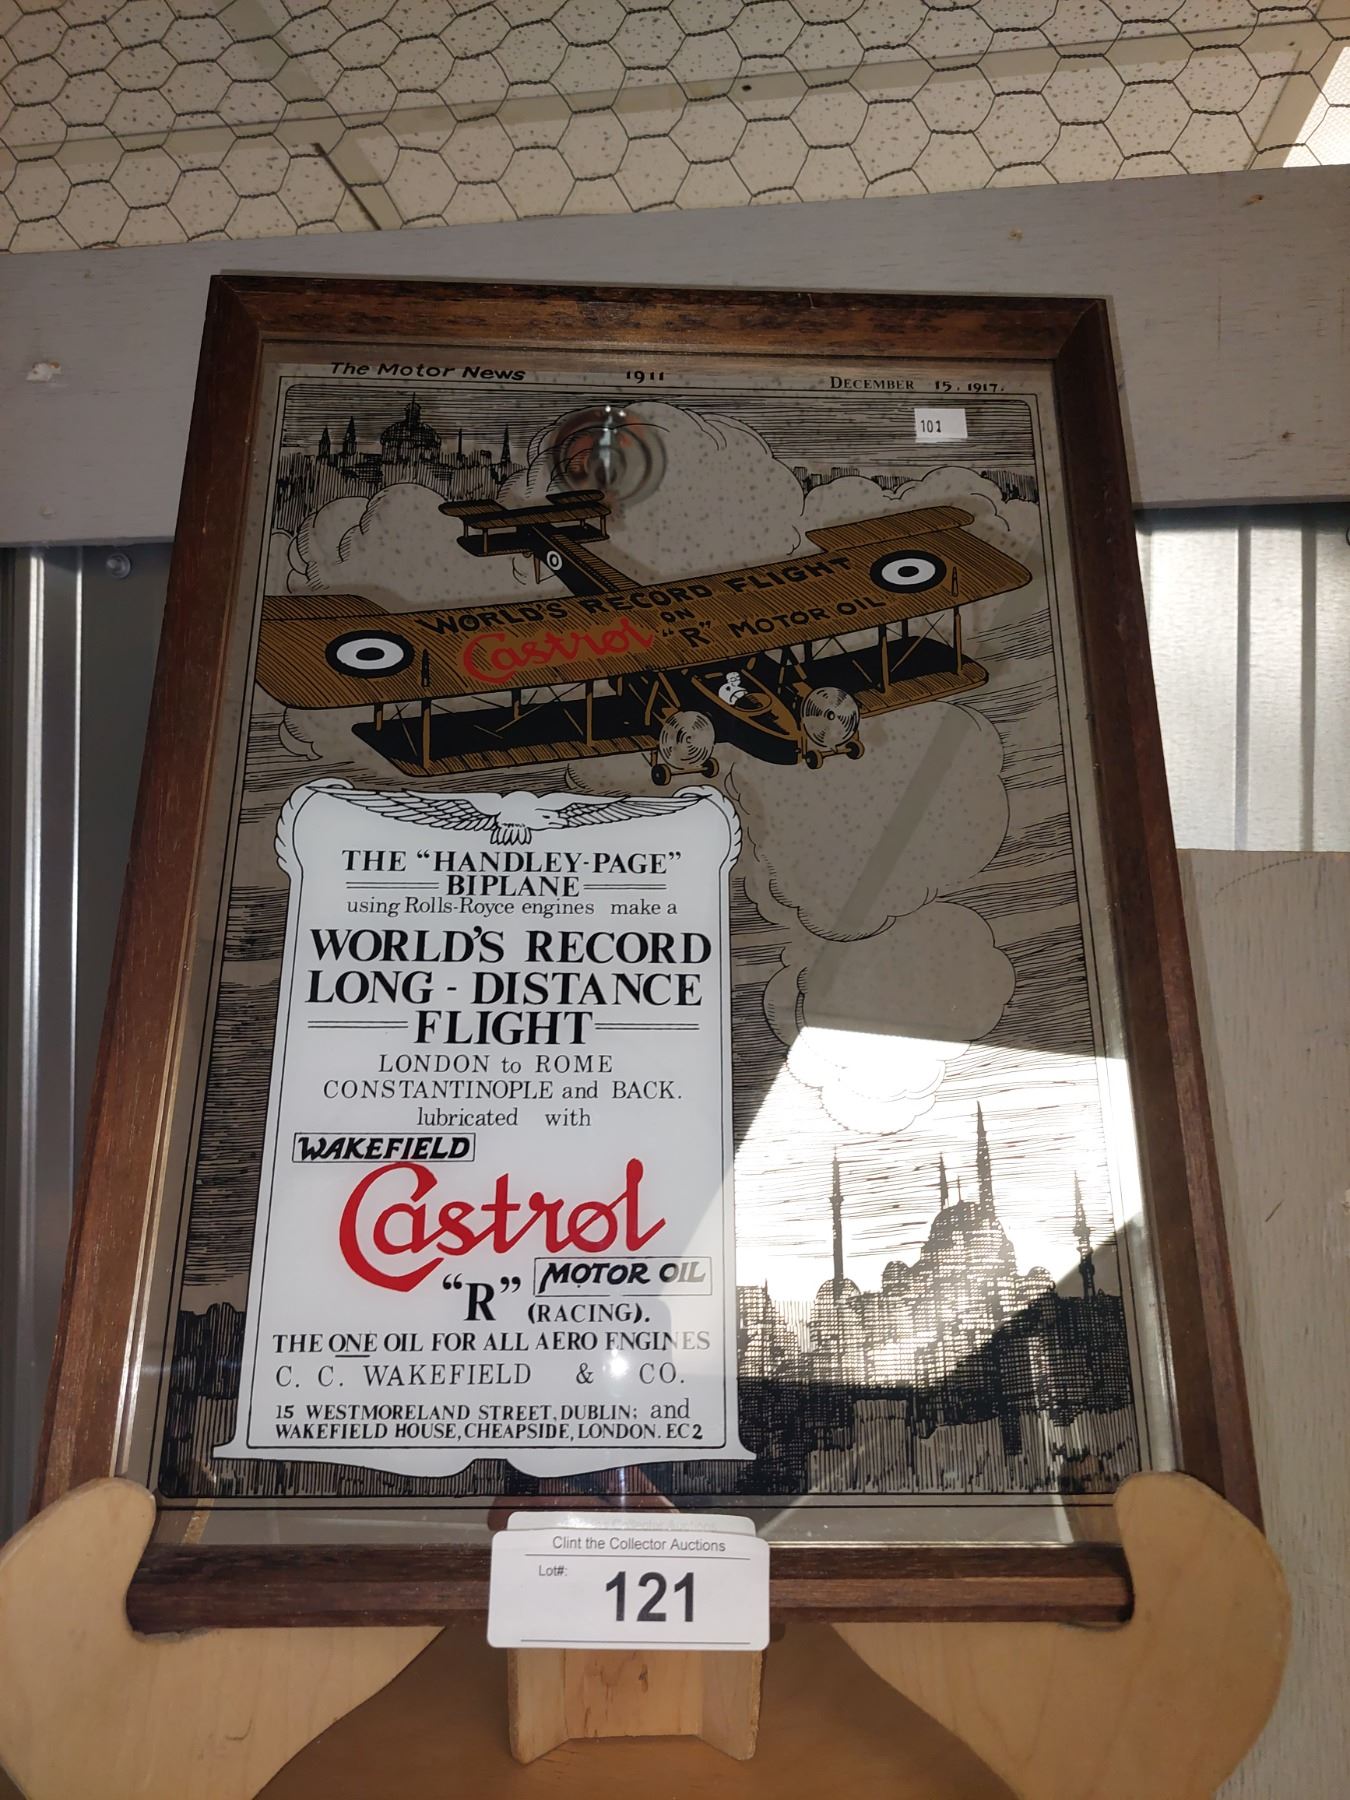 The Motor News 1911 December 15, 1917.
101
WORLD'S RECORD FLIGHT
ON
Castrol "R" MOTOR OIL
THE "HANDLEY-PAGE"
BIPLANE
using Rolls-Royce engines make a
WORLD'S RECORD
LONG - DISTANCE
FLIGHT
LONDON to ROME
CONSTANTINOPLE and BACK.
lubricated with
WAKEFIELD
Castrol
"R" MOTOR OIL
(RACING).
THE ONE OIL FOR ALL AERO ENGINES
C. C. WAKEFIELD & CO.
15 WESTMORELAND STREET, DUBLIN; and
WAKEFIELD HOUSE, CHEAPSIDE, LONDON. EC2
Clint the Collector Auctions
Lot#: 121